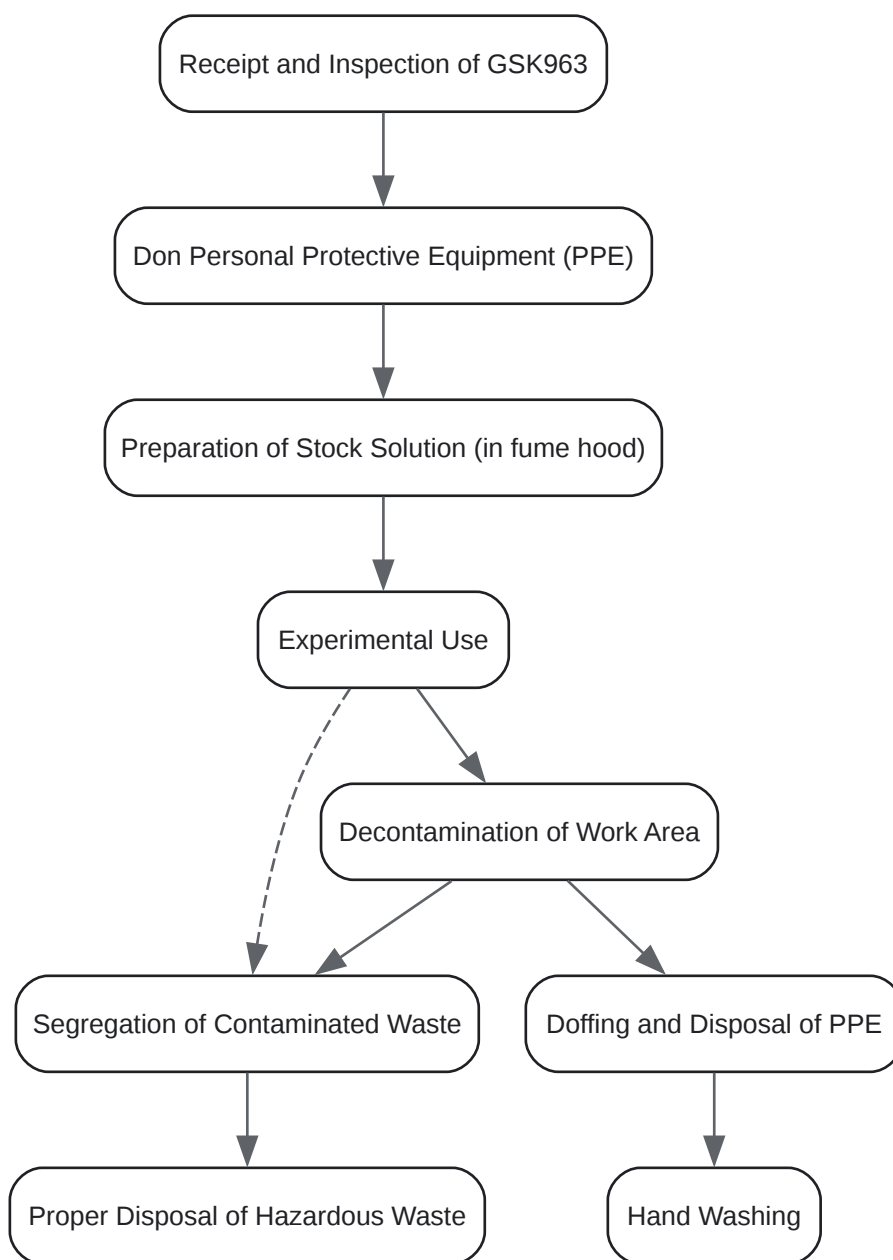 Receipt and Inspection of GSK963
Don Personal Protective Equipment (PPE)
Preparation of Stock Solution (in fume hood)
Experimental Use
Decontamination of Work Area
Segregation of Contaminated Waste
Doffing and Disposal of PPE
Proper Disposal of Hazardous Waste
Hand Washing